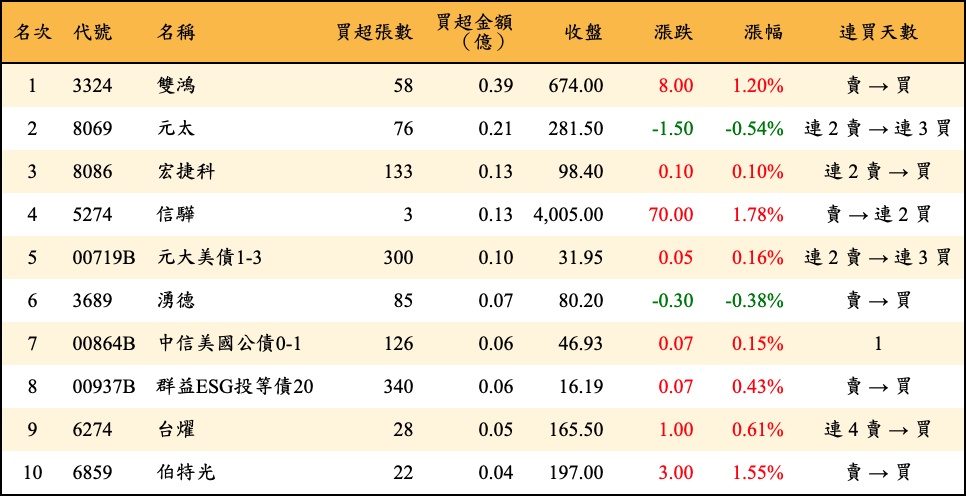 名次 代號 名稱 買超張數 買超金額（億） 收盤 漲跌 漲幅 連買天數
1 3324 雙鴻 58 0.39 674.00 8.00 1.20% 賣 → 買
2 8069 元太 76 0.21 281.50 -1.50 -0.54% 連 2 賣 → 連 3 買
3 8086 宏捷科 133 0.13 98.40 0.10 0.10% 連 2 賣 → 買
4 5274 信驊 3 0.13 4,005.00 70.00 1.78% 賣 → 連 2 買
5 00719B 元大美債1-3 300 0.10 31.95 0.05 0.16% 連 2 賣 → 連 3 買
6 3689 湧德 85 0.07 80.20 -0.30 -0.38% 賣 → 買
7 00864B 中信美國公債0-1 126 0.06 46.93 0.07 0.15% 1
8 00937B 群益ESG投等債20 340 0.06 16.19 0.07 0.43% 賣 → 買
9 6274 台燿 28 0.05 165.50 1.00 0.61% 連 4 賣 → 買
10 6859 伯特光 22 0.04 197.00 3.00 1.55% 賣 → 買